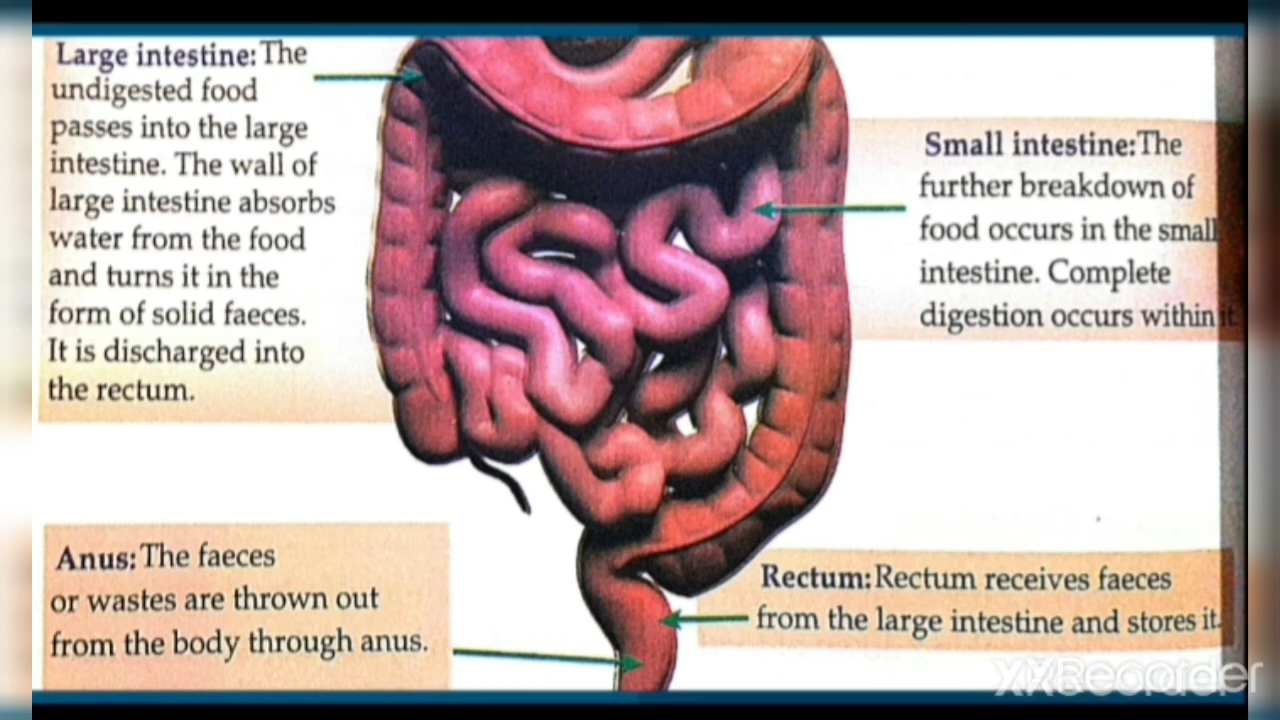 Large intestine: The
undigested food
passes into the large
intestine. The wall of
large intestine absorbs
water from the food
and turns it in the
form of solid faeces.
It is discharged into
the rectum.
Small intestine: The
further breakdown of
food occurs in the small
intestine. Complete
digestion occurs within it
Anus: The faeces
or wastes are thrown out
from the body through anus.
Rectum: Rectum receives faeces
from the large intestine and stores it.
XXRecorder